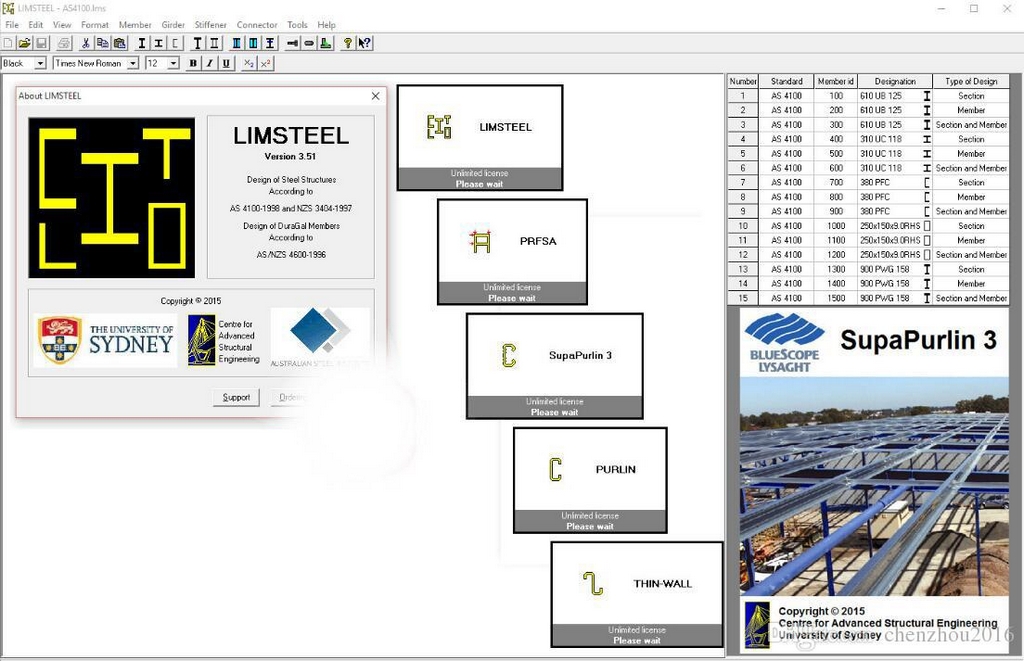 LIMSTEEL - AS4100.lms
File Edit View Format Member Girder Stiffener Connector Tools Help
Black Times New Roman 12 B I U X₂ X²
About LIMSTEEL
LIMSTEEL
Version 3.51
Design of Steel Structures
According to
AS 4100-1998 and NZS 3404-1997
Design of DuraGal Members
According to
AS/NZS 4600-1996
Copyright © 2015
THE UNIVERSITY OF
SYDNEY
Centre for
Advanced
Structural
Engineering
AUSTRALIAN
Support
LIMSTEEL
Unlimited license
Please wait
PRFSA
Unlimited license
Please wait
SupaPurlin 3
Unlimited license
Please wait
PURLIN
Unlimited license
Please wait
THIN-WALL
Unlimited license
Please wait
Number Standard Member id Designation Type of Design
1 AS 4100 100 610 UB 125 Section
2 AS 4100 200 610 UB 125 Member
3 AS 4100 300 610 UB 125 Section and Member
4 AS 4100 400 310 UC 118 Section
5 AS 4100 500 310 UC 118 Member
6 AS 4100 600 310 UC 118 Section and Member
7 AS 4100 700 380 PFC Section
8 AS 4100 800 380 PFC Member
9 AS 4100 900 380 PFC Section and Member
10 AS 4100 1000 250x150x9.0RHS Section
11 AS 4100 1100 250x150x9.0RHS Member
12 AS 4100 1200 250x150x9.0RHS Section and Member
13 AS 4100 1300 900 PWG 158 Section
14 AS 4100 1400 900 PWG 158 Member
15 AS 4100 1500 900 PWG 158 Section and Member
BLUESCOPE
LYSAGHT
SupaPurlin 3
Copyright © 2015
Centre for Advanced Structural Engineering
University of Sydney
chenzhou2016